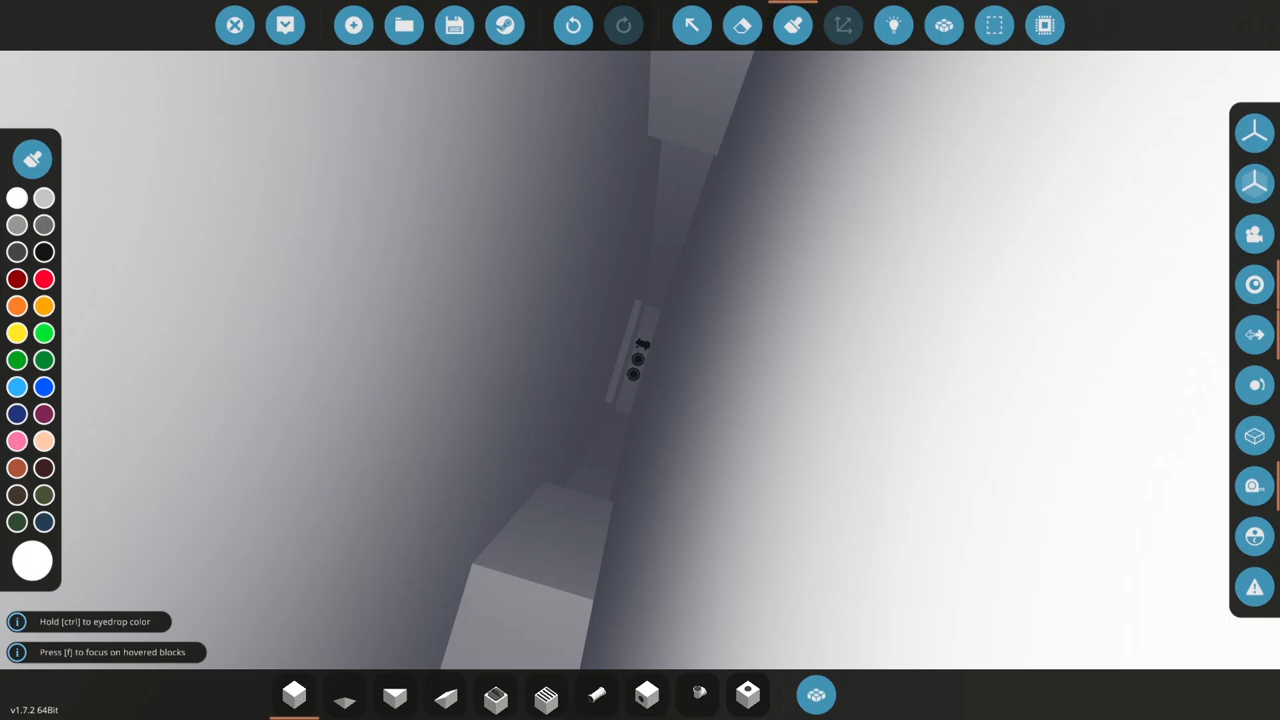 Hold [ctrl] to eyedrop color
Press [f] to focus on hovered blocks
v1.7.2 64Bit